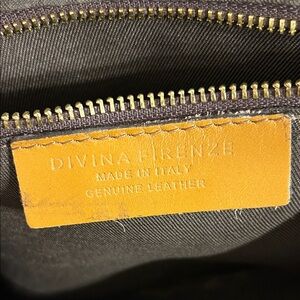 DIVINA FIRENZE
MADE IN ITALY
GENUINE LEATHER